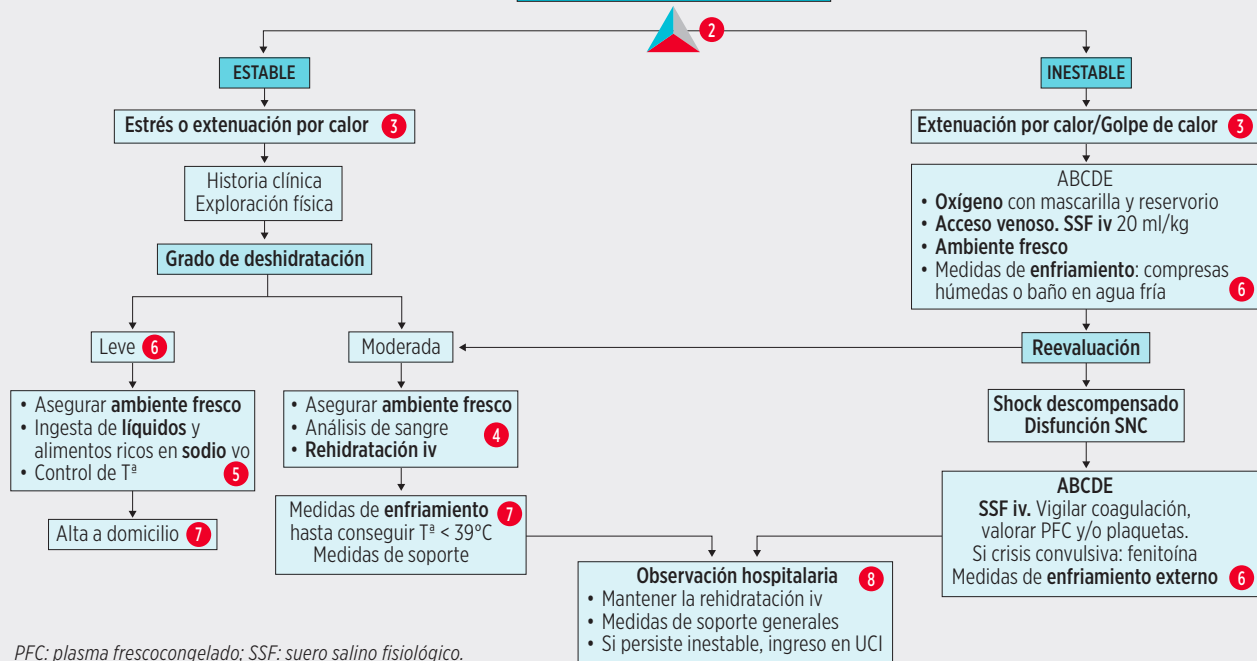 2
ESTABLE
Estrés o extenuación por calor 3
Historia clínica
Exploración física
Grado de deshidratación
Leve 6
• Asegurar ambiente fresco
• Ingesta de líquidos y
alimentos ricos en sodio vo
• Control de Tª 5
Alta a domicilio 7
Moderada
• Asegurar ambiente fresco
• Análisis de sangre
• Rehidratación iv
4
Medidas de enfriamiento 7
hasta conseguir Tª < 39°C
Medidas de soporte
INESTABLE
Extenuación por calor/Golpe de calor 3
ABCDE
• Oxígeno con mascarilla y reservorio
• Acceso venoso. SSF iv 20 ml/kg
• Ambiente fresco
• Medidas de enfriamiento: compresas
húmedas o baño en agua fría 6
Reevaluación
Shock descompensado
Disfunción SNC
ABCDE
SSF iv. Vigilar coagulación,
valorar PFC y/o plaquetas.
Si crisis convulsiva: fenitoína
Medidas de enfriamiento externo 6
Observación hospitalaria 8
• Mantener la rehidratación iv
• Medidas de soporte generales
• Si persiste inestable, ingreso en UCI
PFC: plasma frescocongelado; SSF: suero salino fisiológico.